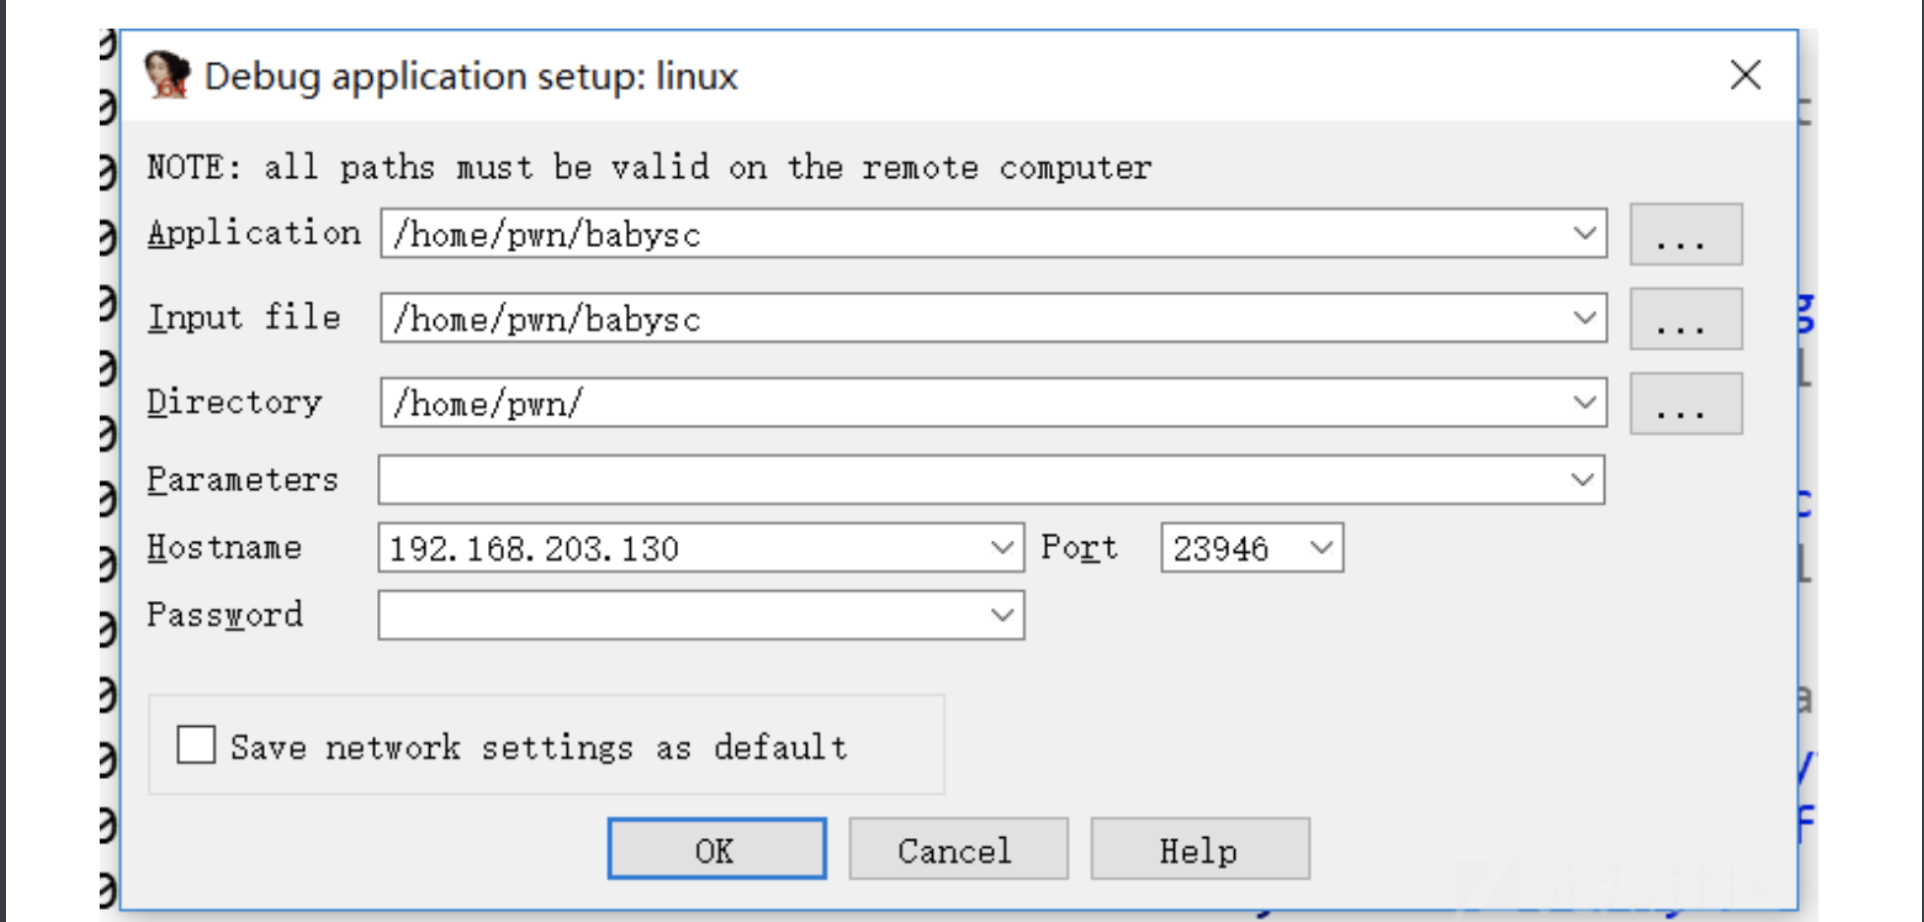 Debug application setup: linux
NOTE: all paths must be valid on the remote computer
Application /home/pwn/babysc ...
Input file /home/pwn/babysc ...
Directory /home/pwn/ ...
Parameters
Hostname 192.168.203.130 Port 23946
Password
Save network settings as default
OK Cancel Help